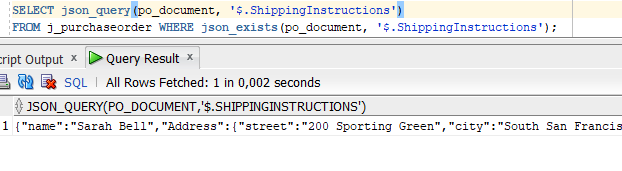 SELECT json_query(po_document, '$.ShippingInstructions')
FROM j_purchaseorder WHERE json_exists(po_document, '$.ShippingInstructions');
cript Output × Query Result ×
SQL | All Rows Fetched: 1 in 0,002 seconds
JSON_QUERY(PO_DOCUMENT,'$.SHIPPINGINSTRUCTIONS')
1 {"name":"Sarah Bell","Address":{"street":"200 Sporting Green","city":"South San Francis